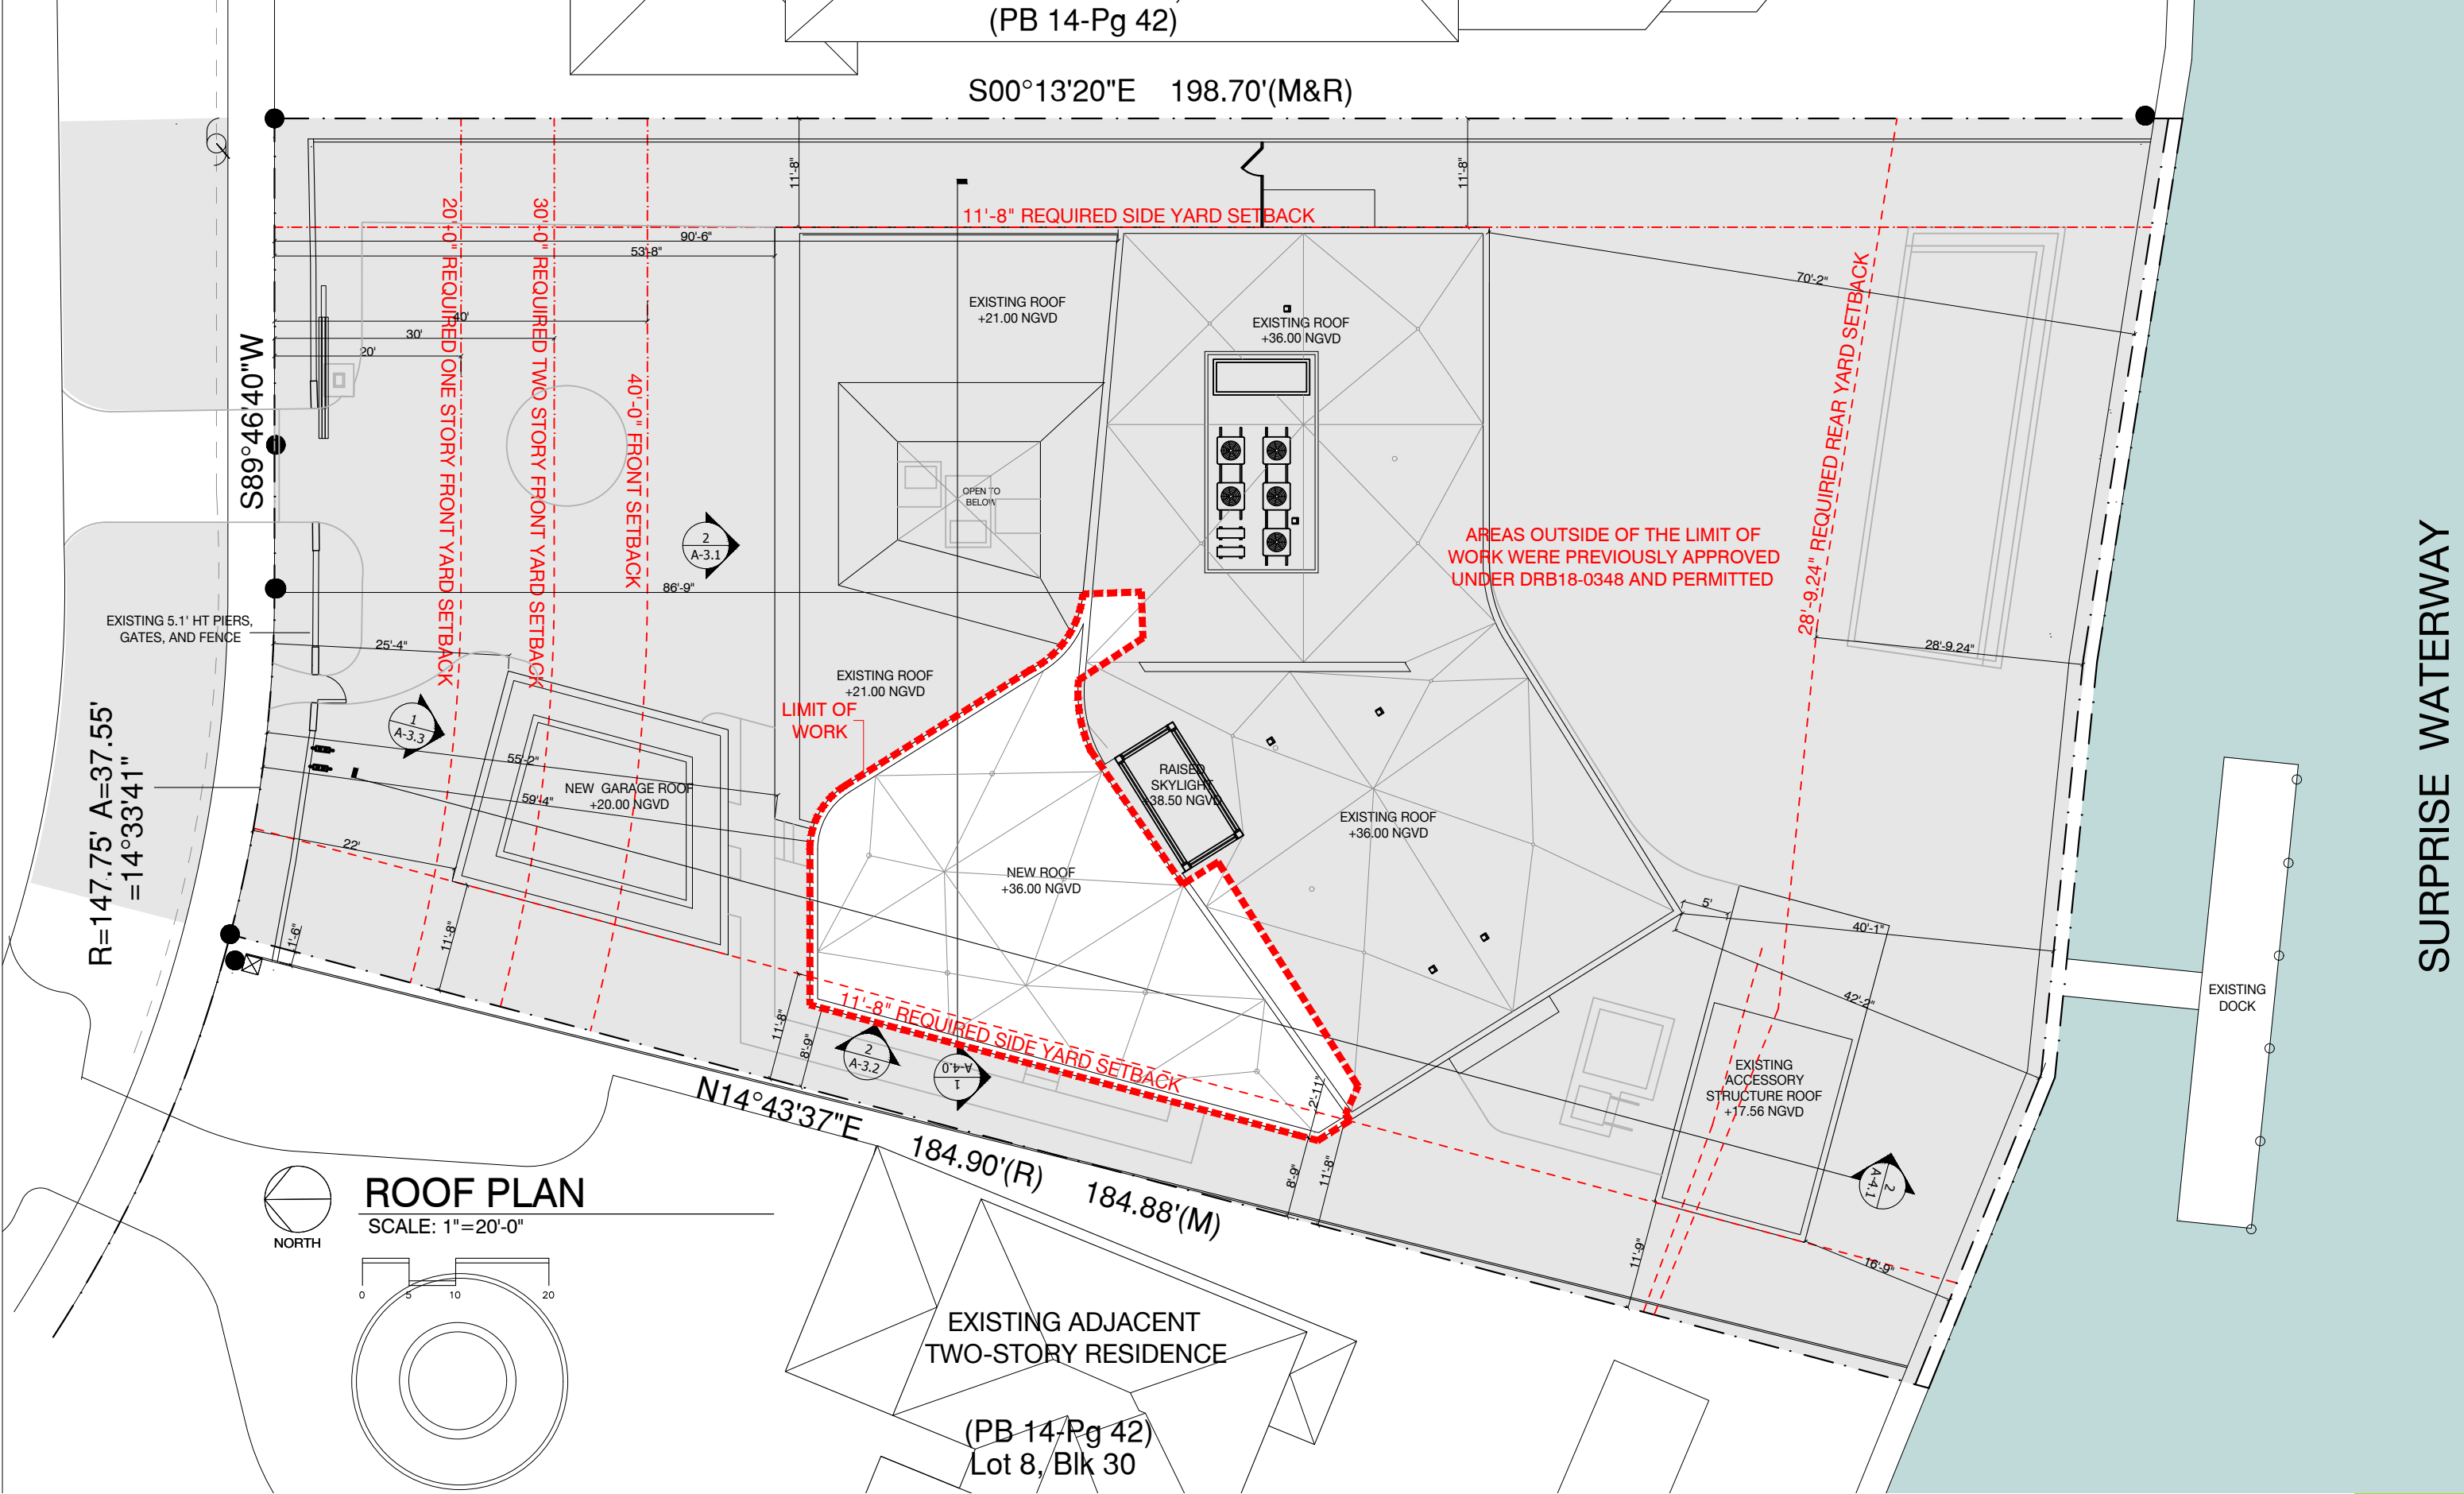 (PB 14-Pg 42)
S00°13'20"E 198.70'(M&R)
11'-8"
11'-8"
11'-8" REQUIRED SIDE YARD SETBACK
90'-6"
53'-8"
40'
30'
20'
20'-0" REQUIRED ONE STORY FRONT YARD SETBACK
30'-0" REQUIRED TWO STORY FRONT YARD SETBACK
40'-0" FRONT SETBACK
S89°46'40"W
EXISTING ROOF
+21.00 NGVD
EXISTING ROOF
+36.00 NGVD
70'-2"
28'-9.24" REQUIRED REAR YARD SETBACK
OPEN TO
BELOW
2
A-3.1
AREAS OUTSIDE OF THE LIMIT OF
WORK WERE PREVIOUSLY APPROVED
UNDER DRB18-0348 AND PERMITTED
86'-9"
EXISTING 5.1' HT PIERS,
GATES, AND FENCE
25'-4"
28'-9.24"
SURPRISE WATERWAY
EXISTING ROOF
+21.00 NGVD
LIMIT OF
WORK
1
A-3.3
R=147.75' A=37.55'
=14°33'41"
55'-2"
NEW GARAGE ROOF
+20.00 NGVD
59'-4"
22'
RAISED
SKYLIGHT
+38.50 NGVD
EXISTING ROOF
+36.00 NGVD
NEW ROOF
+36.00 NGVD
5'
40'-1"
42'-2"
1'-6"
11'-8"
EXISTING
DOCK
11'-8" REQUIRED SIDE YARD SETBACK
11'-8"
8'-9"
2
A-3.2
1
A-4.0
2'-11"
EXISTING
ACCESSORY
STRUCTURE ROOF
+17.56 NGVD
N14°43'37"E 184.90'(R) 184.88'(M)
8'-9"
11'-8"
2
A-4.1
11'-9"
16'-9"
ROOF PLAN
SCALE: 1"=20'-0"
NORTH
0 5 10 20
EXISTING ADJACENT
TWO-STORY RESIDENCE
(PB 14-Pg 42)
Lot 8, Blk 30